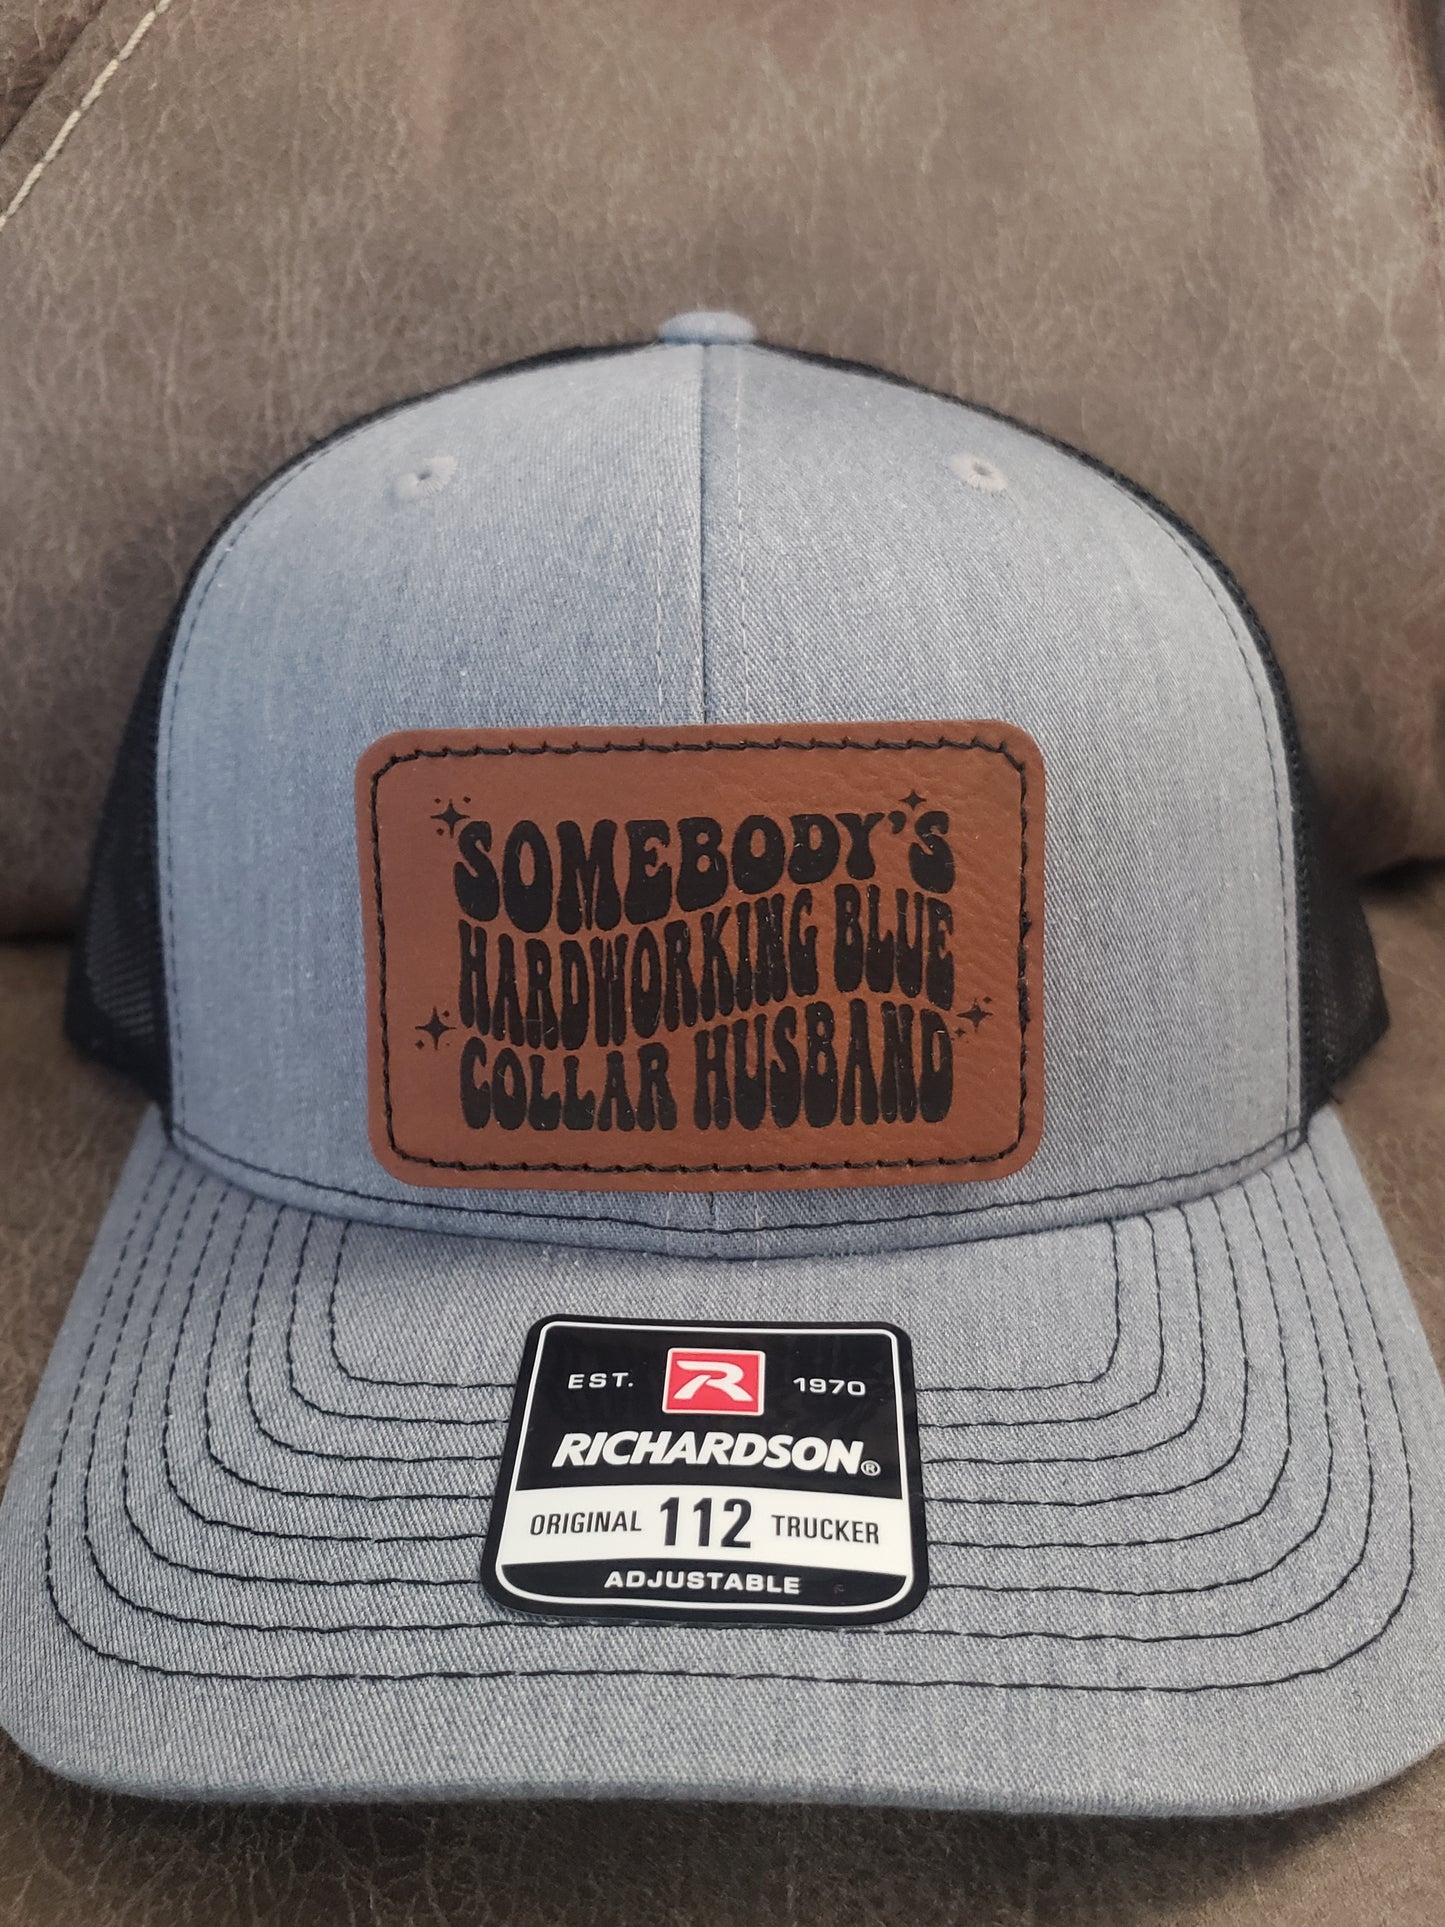 SOMEBODY'S
HARDWORKING BLUE
COLLAR HUSBAND
EST. R 1970
RICHARDSON®
ORIGINAL 112 TRUCKER
ADJUSTABLE